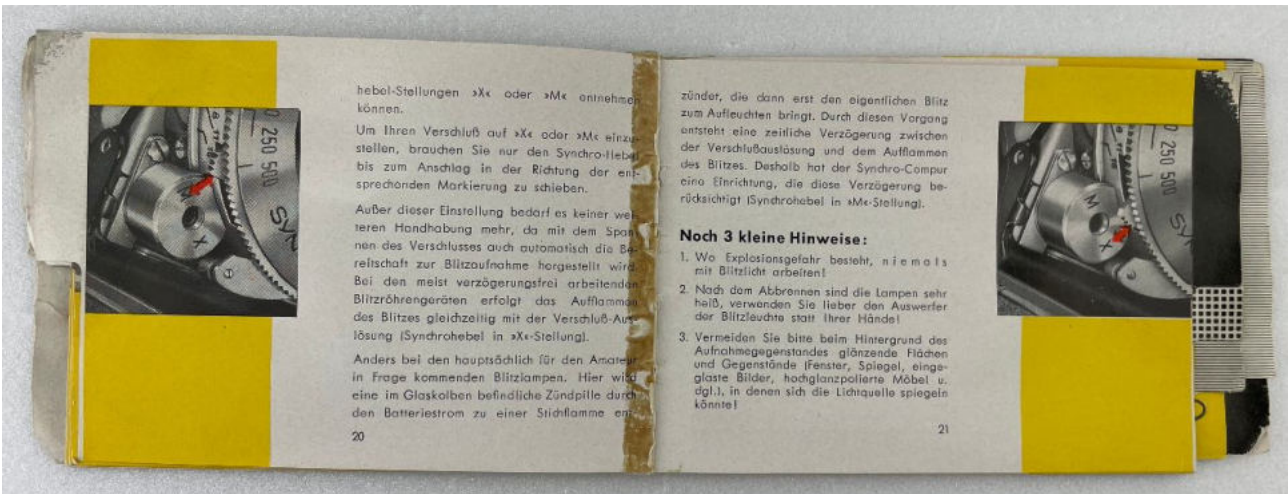 hebel-Stellungen »X« oder »M« entnehmen
können.
Um Ihren Verschluß auf »X« oder »M« einzu-
stellen, brauchen Sie nur den Synchro-Hebel
bis zum Anschlag in der Richtung der ent-
sprechenden Markierung zu schieben.
Außer dieser Einstellung bedarf es keiner wei-
teren Handhabung mehr, da mit dem Span-
nen des Verschlusses auch automatisch die Be-
reitschaft zur Blitzaufnahme hergestellt wird.
Bei den meist verzögerungsfrei arbeitenden
Blitzröhrengeräten erfolgt das Aufflammen
des Blitzes gleichzeitig mit der Verschluß-Aus-
lösung (Synchrohebel in »X«-Stellung).
Anders bei den hauptsächlich für den Amateur
in Frage kommenden Blitzlampen. Hier wird
eine im Glaskolben befindliche Zündpille durch
den Batteriestrom zu einer Stichflamme ent-
20
250 500
M
X
SYN
zündet, die dann erst den eigentlichen Blitz
zum Aufleuchten bringt. Durch diesen Vorgang
entsteht eine zeitliche Verzögerung zwischen
der Verschlußauslösung und dem Aufflammen
des Blitzes. Deshalb hat der Synchro-Compur
eine Einrichtung, die diese Verzögerung be-
rücksichtigt (Synchrohebel in »M«-Stellung).
Noch 3 kleine Hinweise:
1. Wo Explosionsgefahr besteht, niemals
mit Blitzlicht arbeiten!
2. Nach dem Abbrennen sind die Lampen sehr
heiß, verwenden Sie lieber den Auswerfer
der Blitzleuchte statt Ihrer Hände!
3. Vermeiden Sie bitte beim Hintergrund des
Aufnahmegegenstandes glänzende Flächen
und Gegenstände (Fenster, Spiegel, einge-
glaste Bilder, hochglanzpolierte Möbel u.
dgl.), in denen sich die Lichtquelle spiegeln
könnte!
21
250 500
M
X
SYN